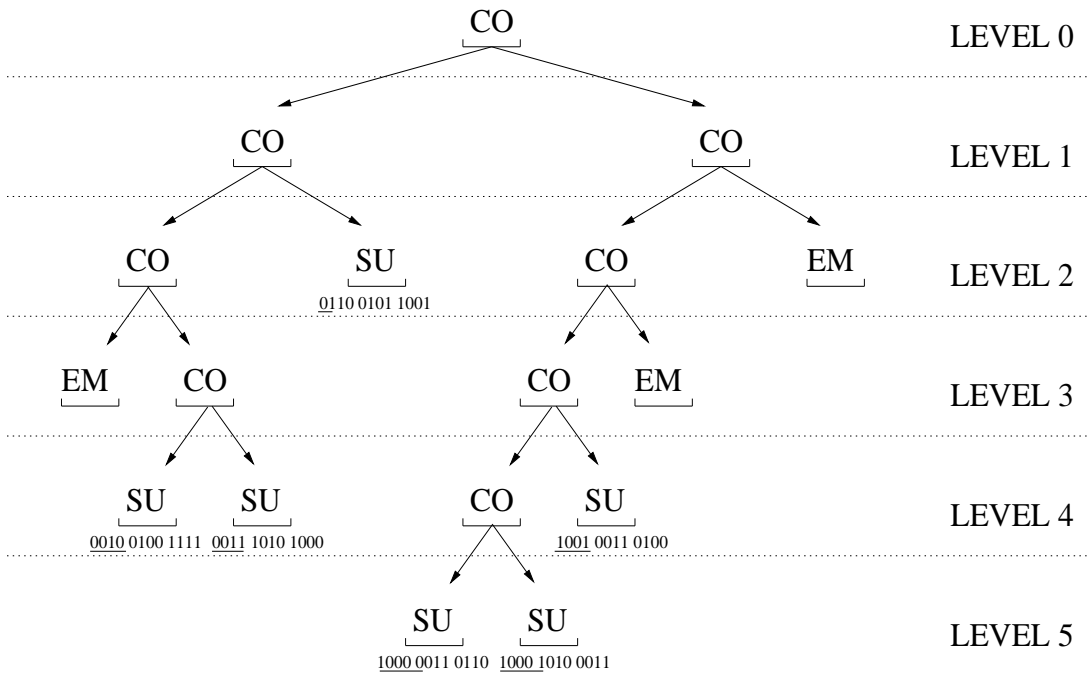 CO LEVEL 0
CO CO LEVEL 1
CO SU CO EM LEVEL 2
0110 0101 1001
EM CO CO EM LEVEL 3
SU SU CO SU LEVEL 4
0010 0100 1111 0011 1010 1000 1001 0011 0100
SU SU LEVEL 5
1000 0011 0110 1000 1010 0011